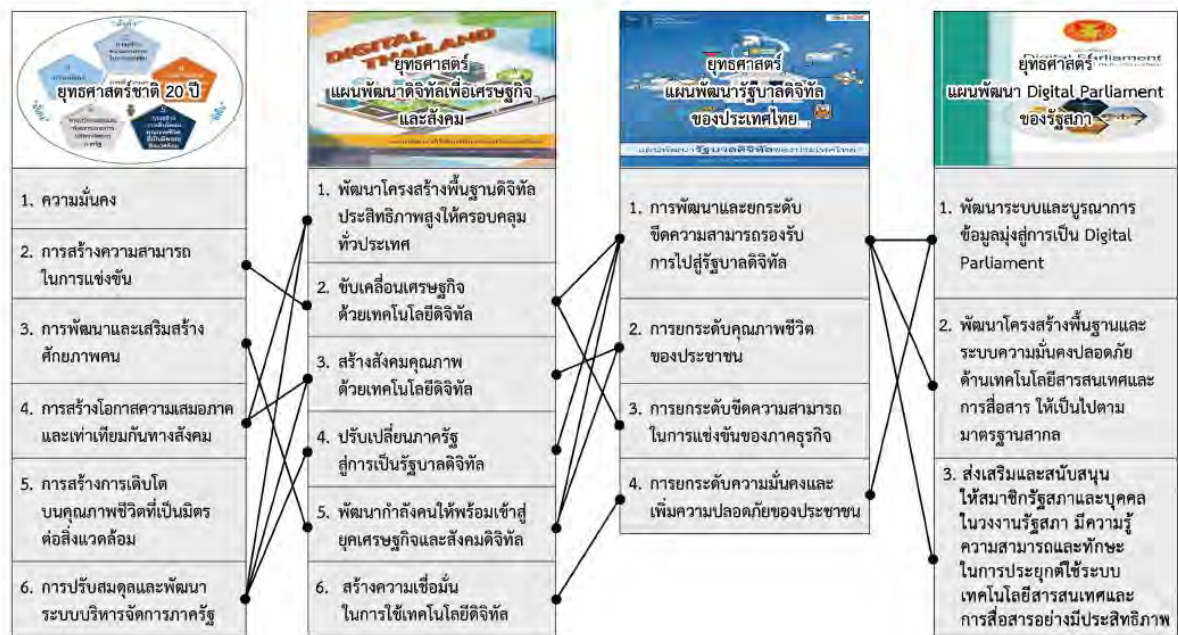 ยุทธศาสตร์ชาติ 20 ปี
1. ความมั่นคง
2. การสร้างความสามารถ
ในการแข่งขัน
3. การพัฒนาและเสริมสร้าง
ศักยภาพคน
4. การสร้างโอกาสความเสมอภาค
และเท่าเทียมกันทางสังคม
5. การสร้างการเติบโต
บนคุณภาพชีวิตที่เป็นมิตร
ต่อสิ่งแวดล้อม
6. การปรับสมดุลและพัฒนา
ระบบบริหารจัดการภาครัฐ
DIGITAL
THAILAND
ยุทธศาสตร์
แผนพัฒนาดิจิทัลเพื่อเศรษฐกิจ
และสังคม
1. พัฒนาโครงสร้างพื้นฐานดิจิทัล
ประสิทธิภาพสูงให้ครอบคลุม
ทั่วประเทศ
2. ขับเคลื่อนเศรษฐกิจ
ด้วยเทคโนโลยีดิจิทัล
3. สร้างสังคมคุณภาพ
ด้วยเทคโนโลยีดิจิทัล
4. ปรับเปลี่ยนภาครัฐ
สู่การเป็นรัฐบาลดิจิทัล
5. พัฒนากำลังคนให้พร้อมเข้าสู่
ยุคเศรษฐกิจและสังคมดิจิทัล
6. สร้างความเชื่อมั่น
ในการใช้เทคโนโลยีดิจิทัล
ยุทธศาสตร์
แผนพัฒนารัฐบาลดิจิทัล
ของประเทศไทย
แผนพัฒนารัฐบาลดิจิทัลของประเทศไทย
1. การพัฒนาและยกระดับ
ขีดความสามารถรองรับ
การไปสู่รัฐบาลดิจิทัล
2. การยกระดับคุณภาพชีวิต
ของประชาชน
3. การยกระดับขีดความสามารถ
ในการแข่งขันของภาคธุรกิจ
4. การยกระดับความมั่นคงและ
เพิ่มความปลอดภัยของประชาชน
Digital Parliament
ยุทธศาสตร์
แผนพัฒนา Digital Parliament
ของรัฐสภา
1. พัฒนาระบบและบูรณาการ
ข้อมูลมุ่งสู่การเป็น Digital
Parliament
2. พัฒนาโครงสร้างพื้นฐานและ
ระบบความมั่นคงปลอดภัย
ด้านเทคโนโลยีสารสนเทศและ
การสื่อสาร ให้เป็นไปตาม
มาตรฐานสากล
3. ส่งเสริมและสนับสนุน
ให้สมาชิกรัฐสภาและบุคคล
ในวงงานรัฐสภา มีความรู้
ความสามารถและทักษะ
ในการประยุกต์ใช้ระบบ
เทคโนโลยีสารสนเทศและ
การสื่อสารอย่างมีประสิทธิภาพ